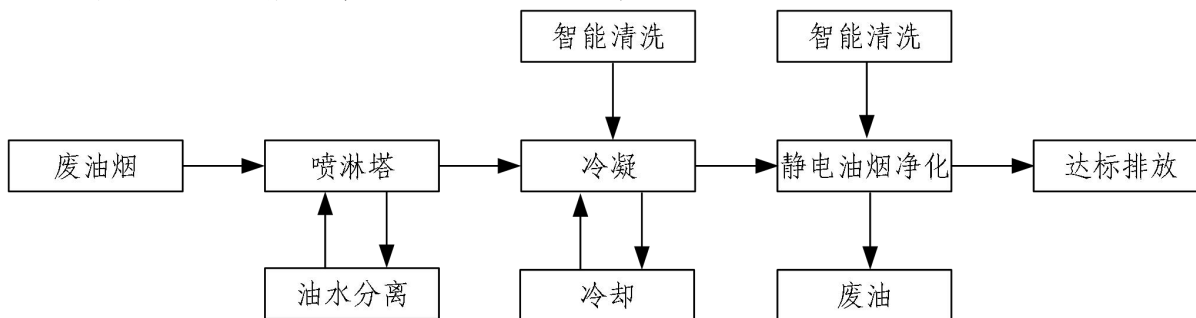 智能清洗
智能清洗
废油烟
喷淋塔
冷凝
静电油烟净化
达标排放
油水分离
冷却
废油